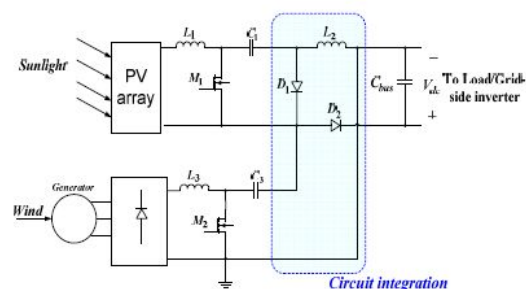 Sunlight
PV
array
L1
C1
L2
M1
D1
D2
Cbus
−
Vdc
+
To Load/Grid-
side inverter
Generator
Wind
L3
C3
M2
Circuit integration